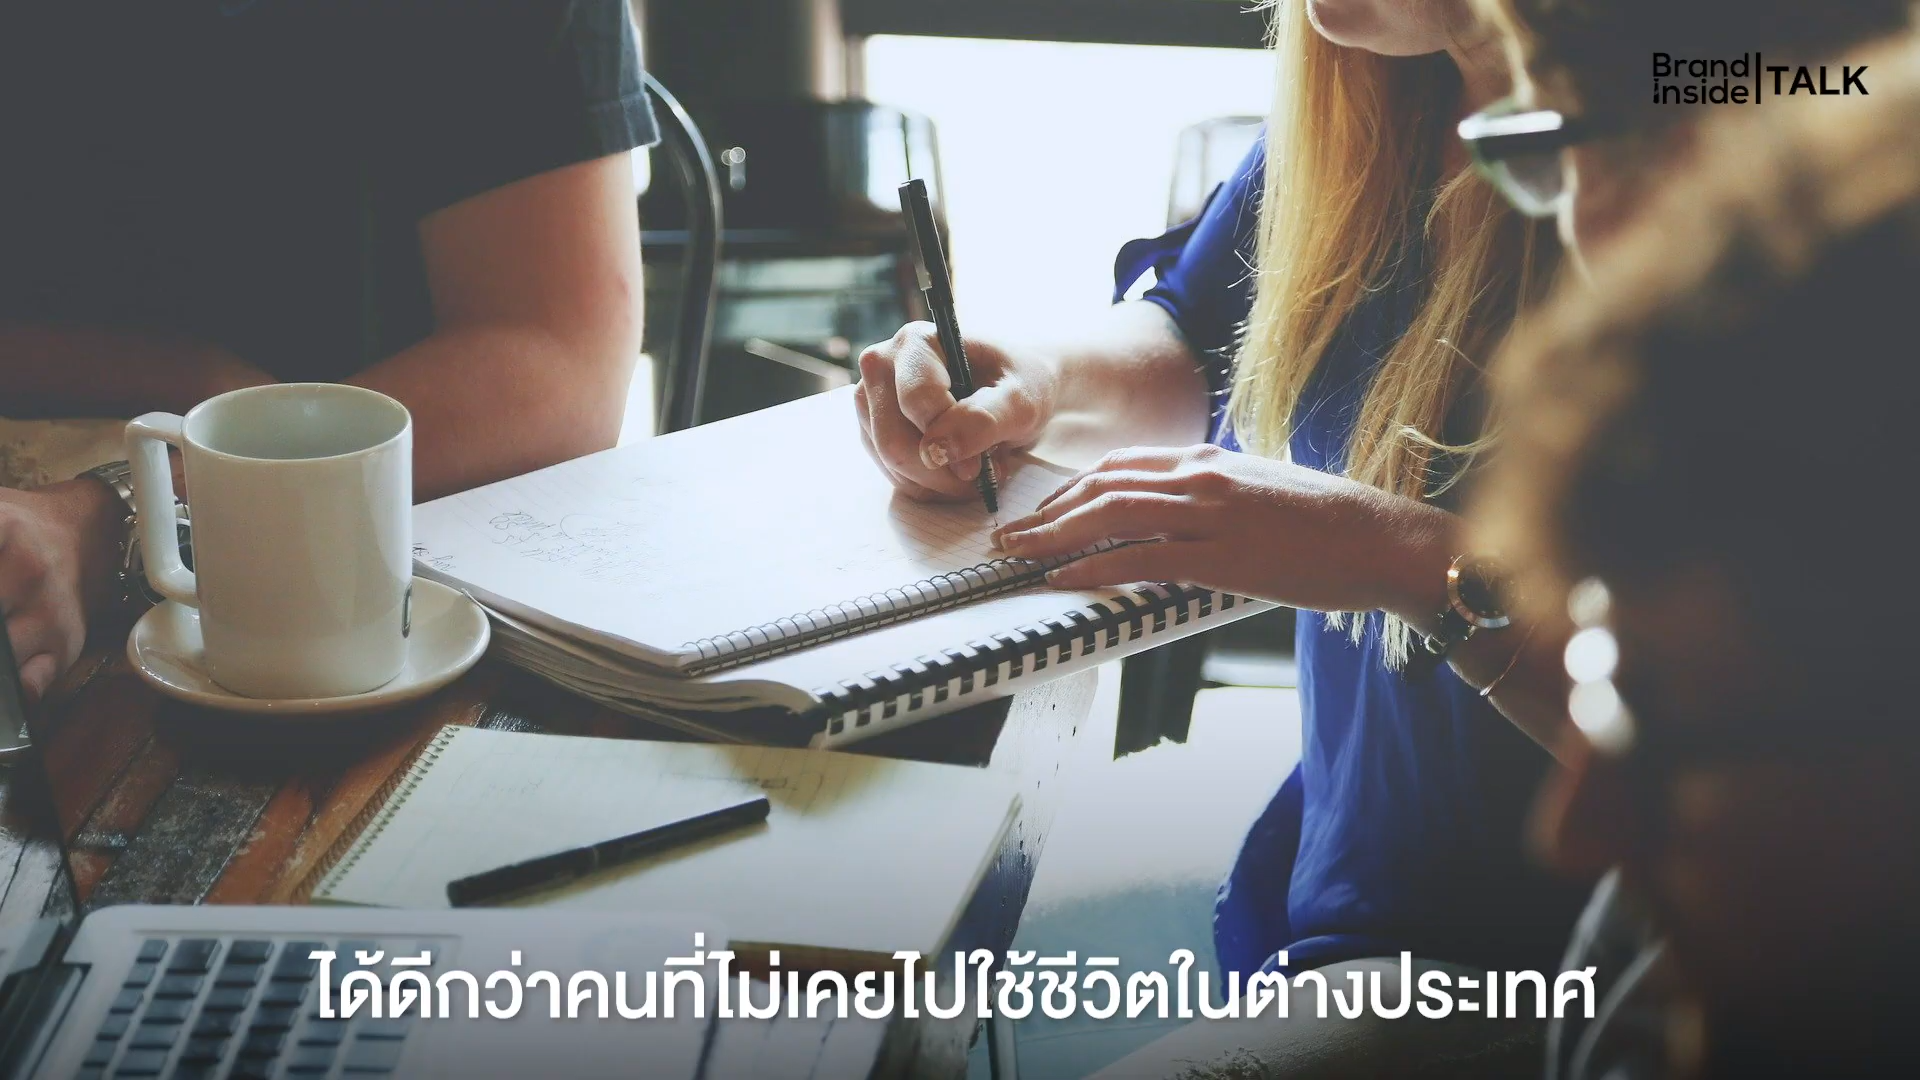 Brand
inside
TALK
ได้ดีกว่าคนที่ไม่เคยไปใช้ชีวิตในต่างประเทศ